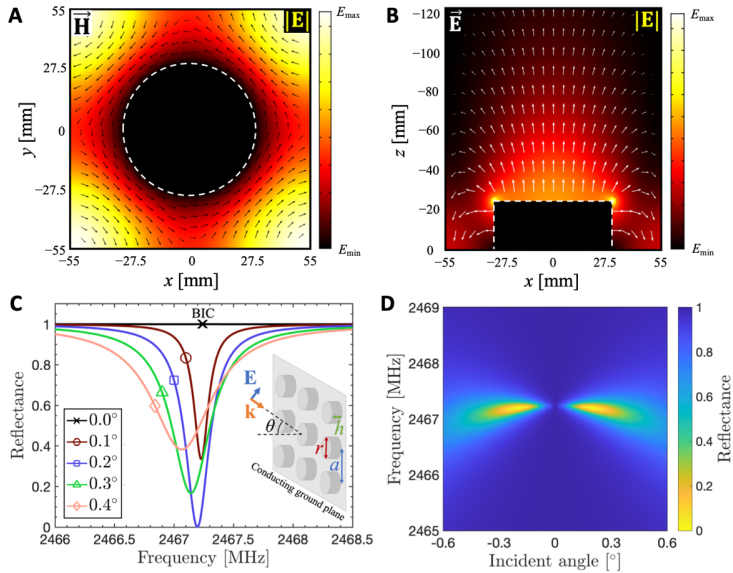 A
H
|E|
y [mm]
55
27.5
0
−27.5
−55
−55
−27.5
0
27.5
55
x [mm]
Emax
Emin
B
E
|E|
z [mm]
−120
−100
−80
−60
−40
−20
0
−55
−27.5
0
27.5
55
x [mm]
Emax
Emin
C
BIC
Reflectance
1
0.8
0.6
0.4
0.2
0
2466
2466.5
2467
2467.5
2468
2468.5
Frequency [MHz]
0.0°
0.1°
0.2°
0.3°
0.4°
E
k
θ
h
r
a
Conducting ground plane
D
Frequency [MHz]
2469
2468
2467
2466
2465
-0.6
-0.3
0
0.3
0.6
Incident angle [°]
1
0.8
0.6
0.4
0.2
0
Reflectance